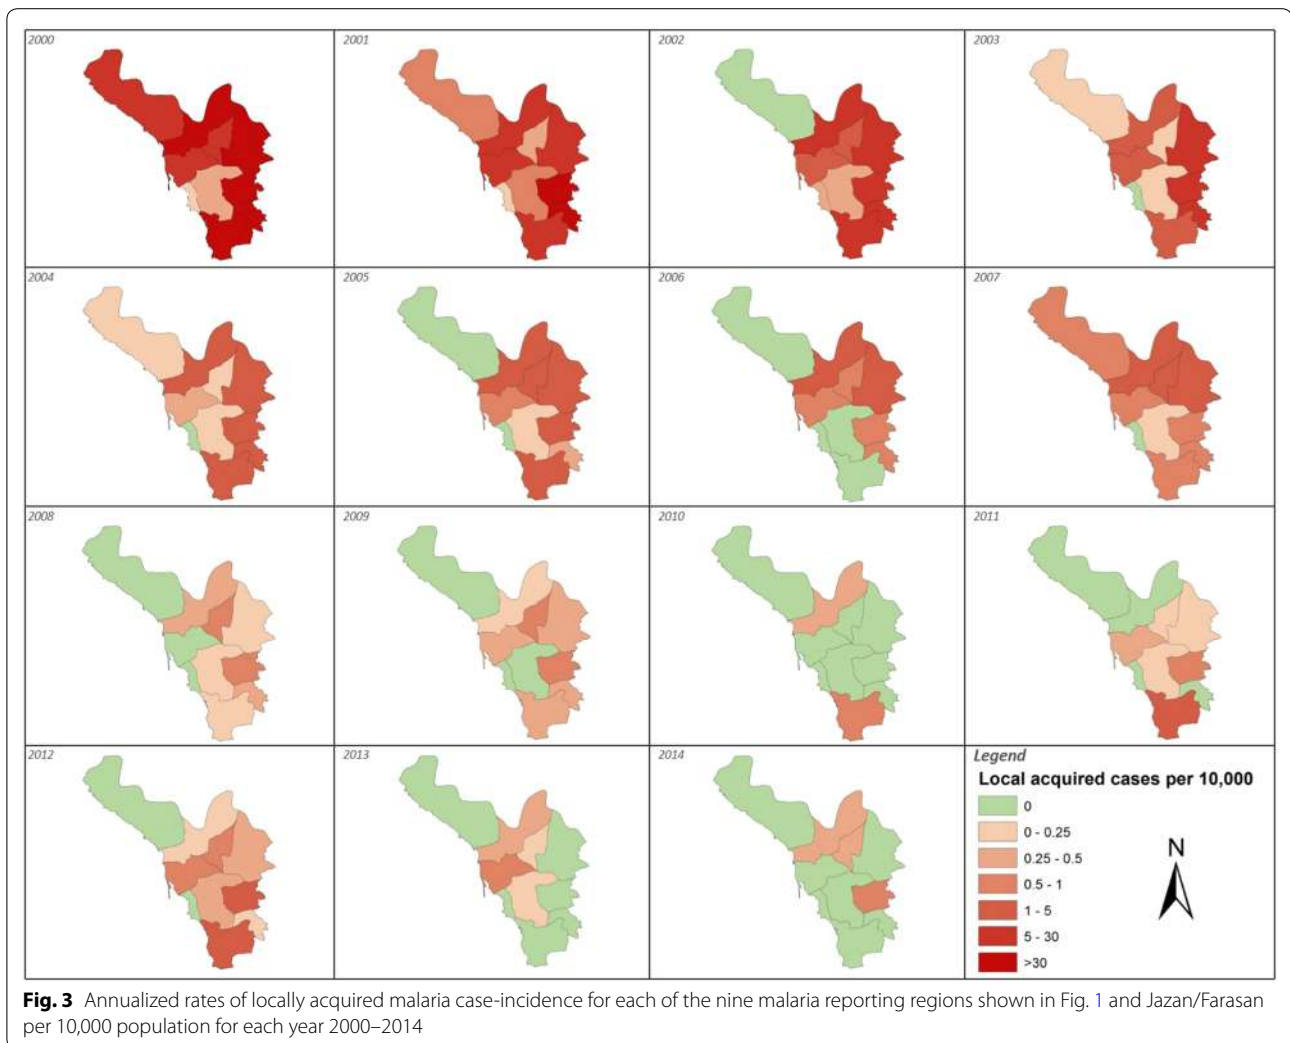 2000
2001
2002
2003
2004
2005
2006
2007
2008
2009
2010
2011
2012
2013
2014
Legend
Local acquired cases per 10,000
0
0 - 0.25
0.25 - 0.5
0.5 - 1
1 - 5
5 - 30
>30
N
Fig. 3 Annualized rates of locally acquired malaria case-incidence for each of the nine malaria reporting regions shown in Fig. 1 and Jazan/Farasan
per 10,000 population for each year 2000–2014